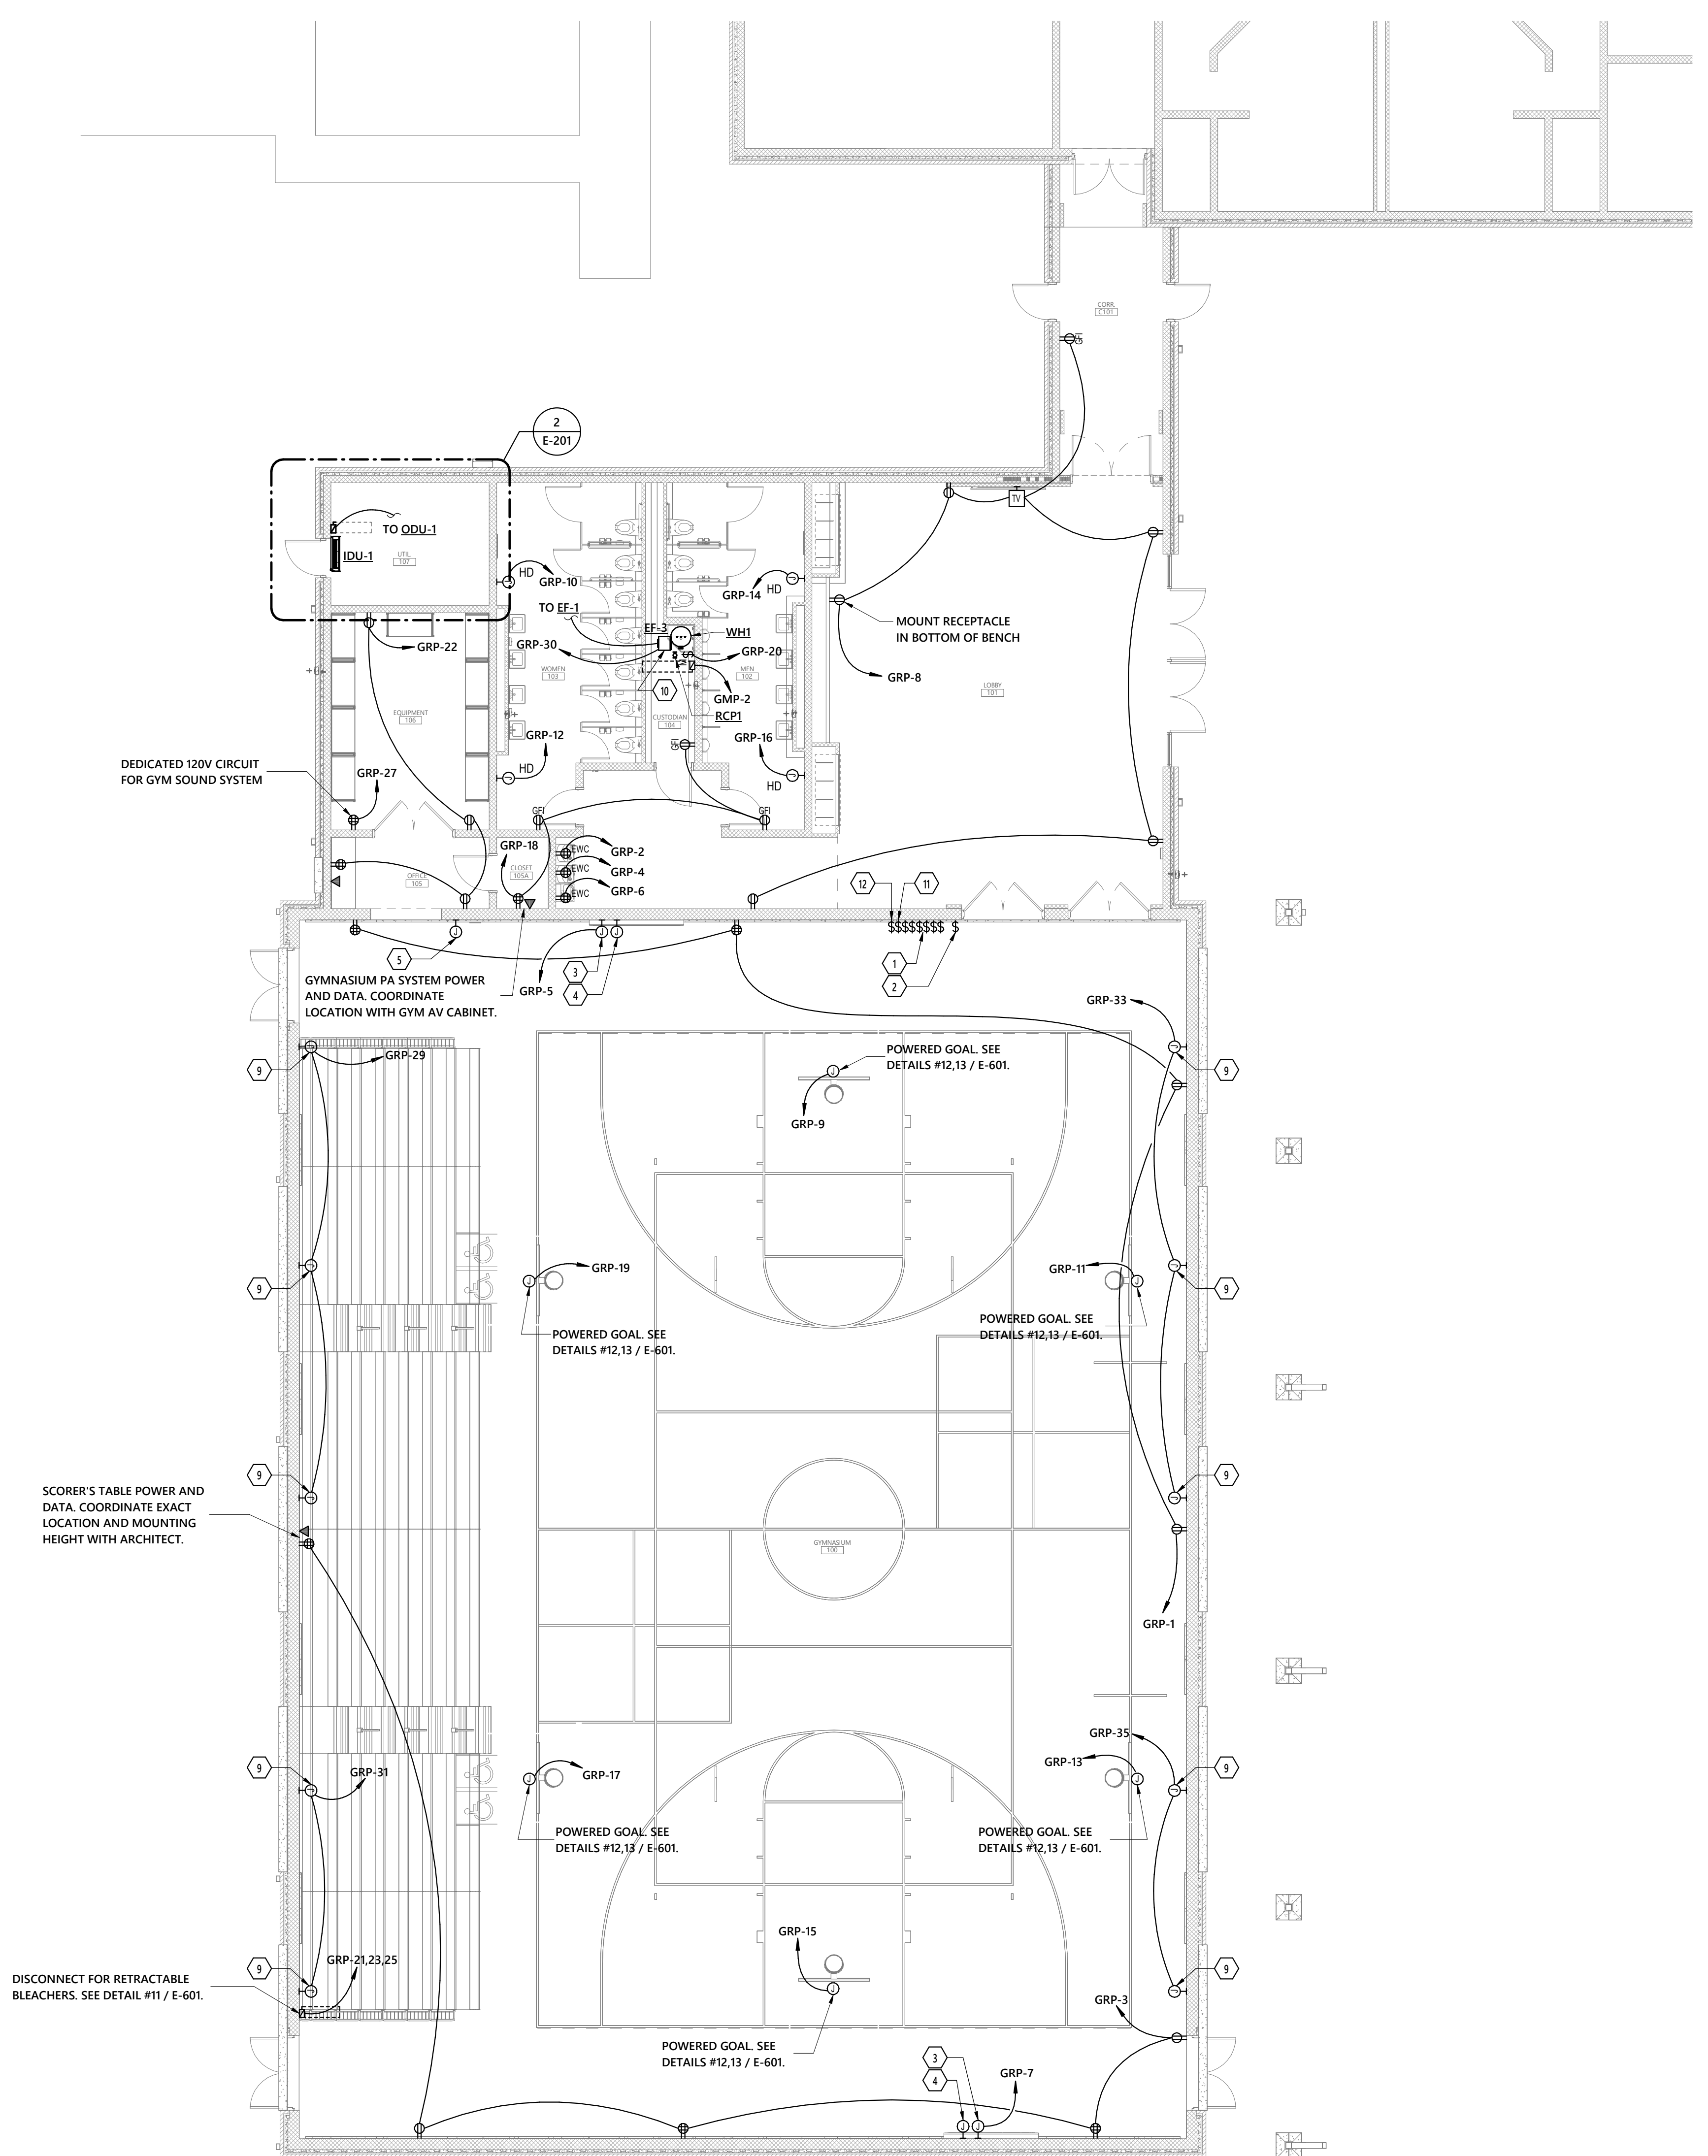 CORR.
C101
GFI
2
E-201
TV
TO ODU-1
IDU-1
UTIL
107
HD
GRP-10
TO EF-1
GRP-14
HD
EF-3
WH1
MOUNT RECEPTACLE
IN BOTTOM OF BENCH
GRP-22
GRP-30
GRP-20
WOMEN
103
MEN
102
M
$
GRP-8
LOBBY
101
10
GMP-2
RCP1
EQUIPMENT
106
CUSTODIAN
104
GRP-12
GRP-16
GFI
DEDICATED 120V CIRCUIT
FOR GYM SOUND SYSTEM
GRP-27
HD
HD
GFI
GFI
GRP-18
EWC
GRP-2
EWC
GRP-4
EWC
GRP-6
OFFICE
105
CLOSET
105A
12
11
$$$$$$$$
$
J
J
J
5
3
4
1
2
GYMNASIUM PA SYSTEM POWER
AND DATA. COORDINATE
LOCATION WITH GYM AV CABINET.
GRP-5
GRP-33
J
GRP-29
J
9
9
POWERED GOAL. SEE
DETAILS #12,13 / E-601.
J
GRP-9
J
J
9
9
GRP-19
J
GRP-11
J
POWERED GOAL. SEE
DETAILS #12,13 / E-601.
POWERED GOAL. SEE
DETAILS #12,13 / E-601.
9
9
J
J
SCORER'S TABLE POWER AND
DATA. COORDINATE EXACT
LOCATION AND MOUNTING
HEIGHT WITH ARCHITECT.
GYMNASIUM
100
GRP-1
GRP-35
9
GRP-31
J
GRP-17
J
GRP-13
J
9
J
POWERED GOAL. SEE
DETAILS #12,13 / E-601.
POWERED GOAL. SEE
DETAILS #12,13 / E-601.
GRP-15
J
GRP-21,23,25
9
J
9
J
DISCONNECT FOR RETRACTABLE
BLEACHERS. SEE DETAIL #11 / E-601.
GRP-3
POWERED GOAL. SEE
DETAILS #12,13 / E-601.
3
4
GRP-7
J
J